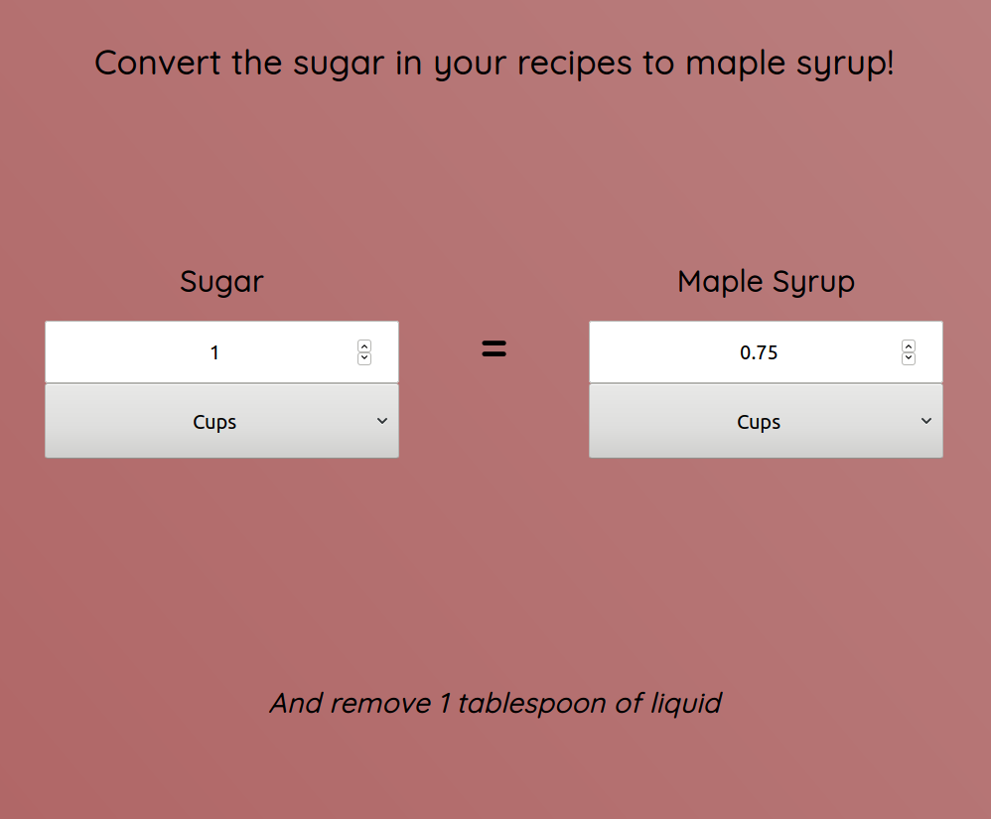 Convert the sugar in your recipes to maple syrup!
Sugar
Maple Syrup
1
=
0.75
Cups
Cups
And remove 1 tablespoon of liquid